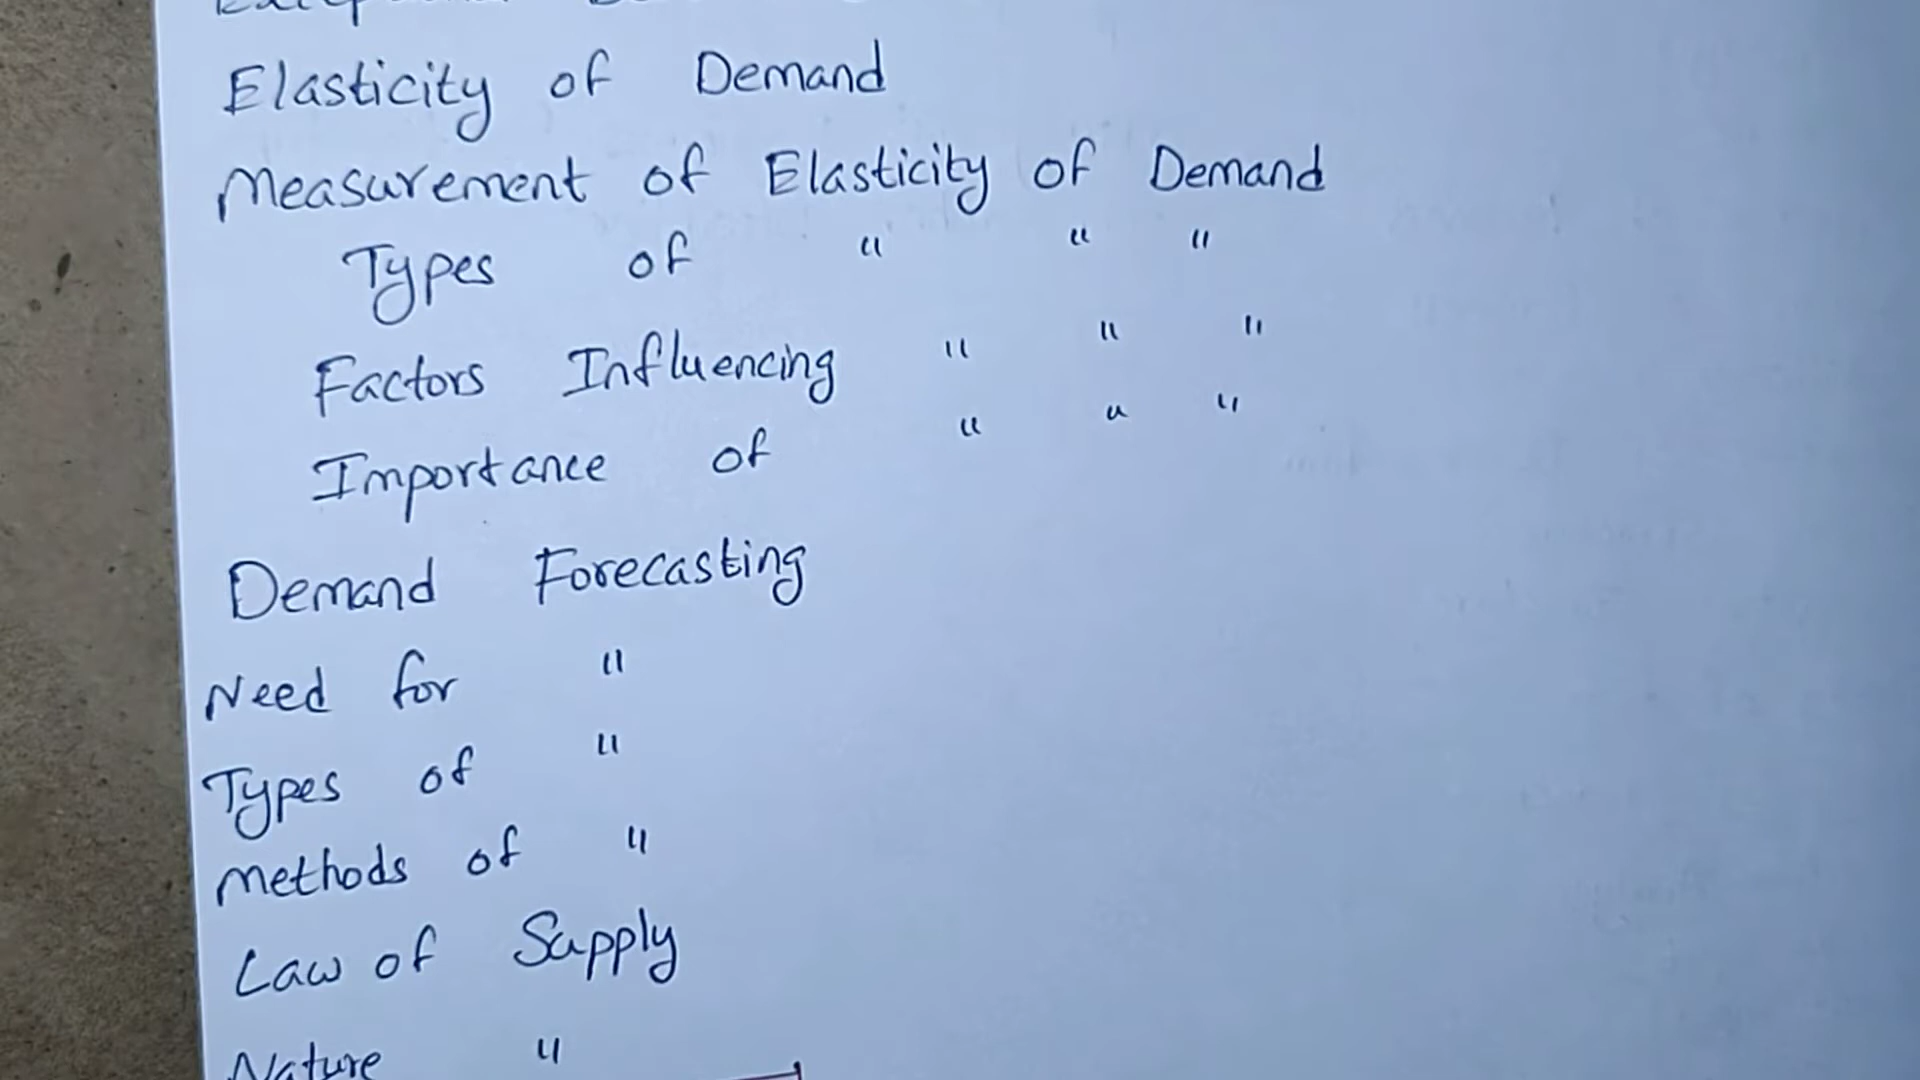 Elasticity of Demand
Measurement of Elasticity of Demand
Types of " " "
Factors Influencing " " "
Importance of " " "
Demand Forecasting
Need for "
Types of "
Methods of "
Law of Supply
Nature "